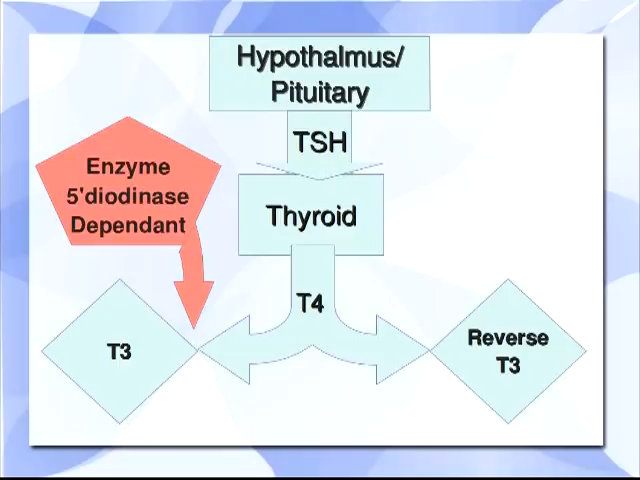 Hypothalmus/
Pituitary
TSH
Enzyme
5'diodinase
Dependant
Thyroid
T4
T3
Reverse
T3